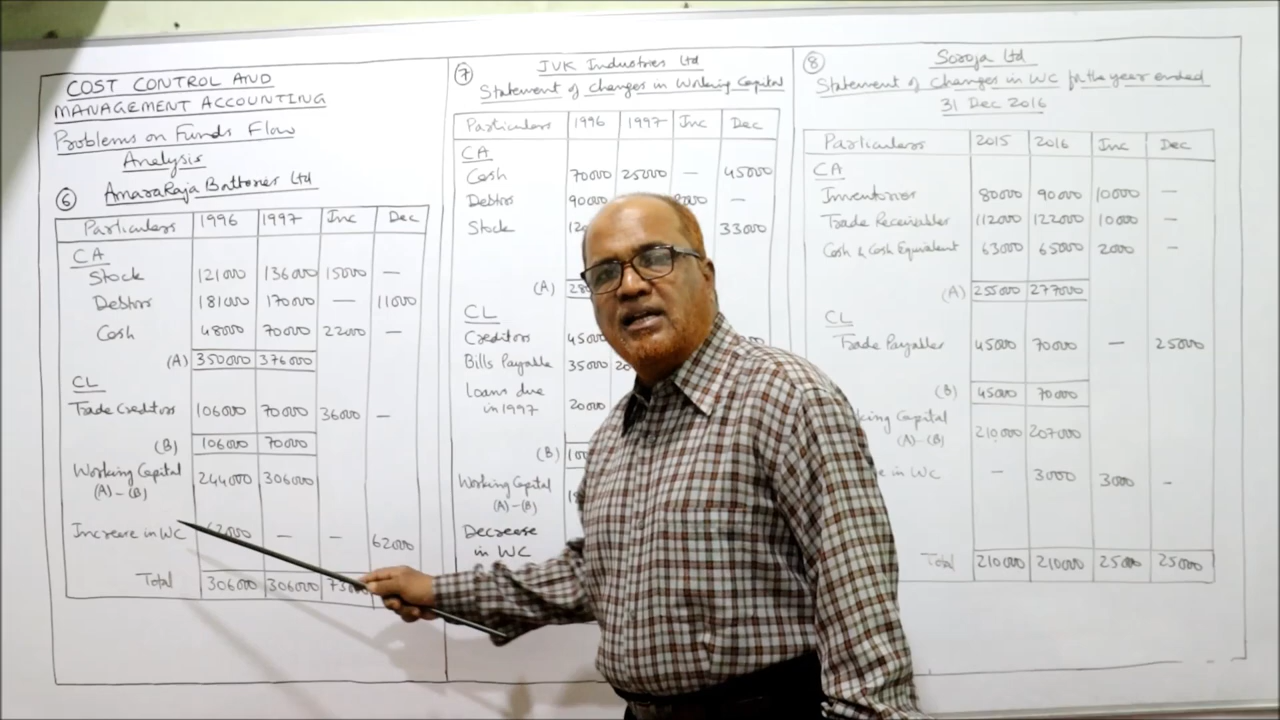 COST CONTROL AND
MANAGEMENT ACCOUNTING
Problems on Funds Flow
Analysis
6 AmaraRaja Batteries Ltd
Particulars 1996 1997 Inc Dec
CA
Stock 121000 136000 15000 —
Debtors 181000 170000 — 11000
Cash 48000 70000 22000 —
(A) 350000 376000
CL
Trade Creditors 106000 70000 36000 —
(B) 106000 70000
Working Capital 244000 306000
(A) - (B)
Increase in WC 62000 — — 62000
Total 306000 306000
7 JVK Industries Ltd
Statement of changes in Working Capital
Particulars 1996 1997 Inc Dec
CA
Cash 70000 25000 — 45000
Debtors —
Stock 33000
(A)
CL
Creditors
Bills Payable 35000
Loans due
in 1997 20000
(B)
Working Capital
(A) - (B)
Decrease
in WC
8 Saroja Ltd
Statement of changes in WC for the year ended
31 Dec 2016
Particulars 2015 2016 Inc Dec
CA
Inventories 80000 90000 10000 —
Trade Receivables 112000 122000 10000 —
Cash & Cash Equivalent 63000 65000 2000 —
(A) 255000 277000
CL
Trade Payables 45000 70000 — 25000
(B) 45000 70000
Capital
(A) - (B) 210000 207000
in WC — 3000 3000 -
Total 210000 210000 25000 25000